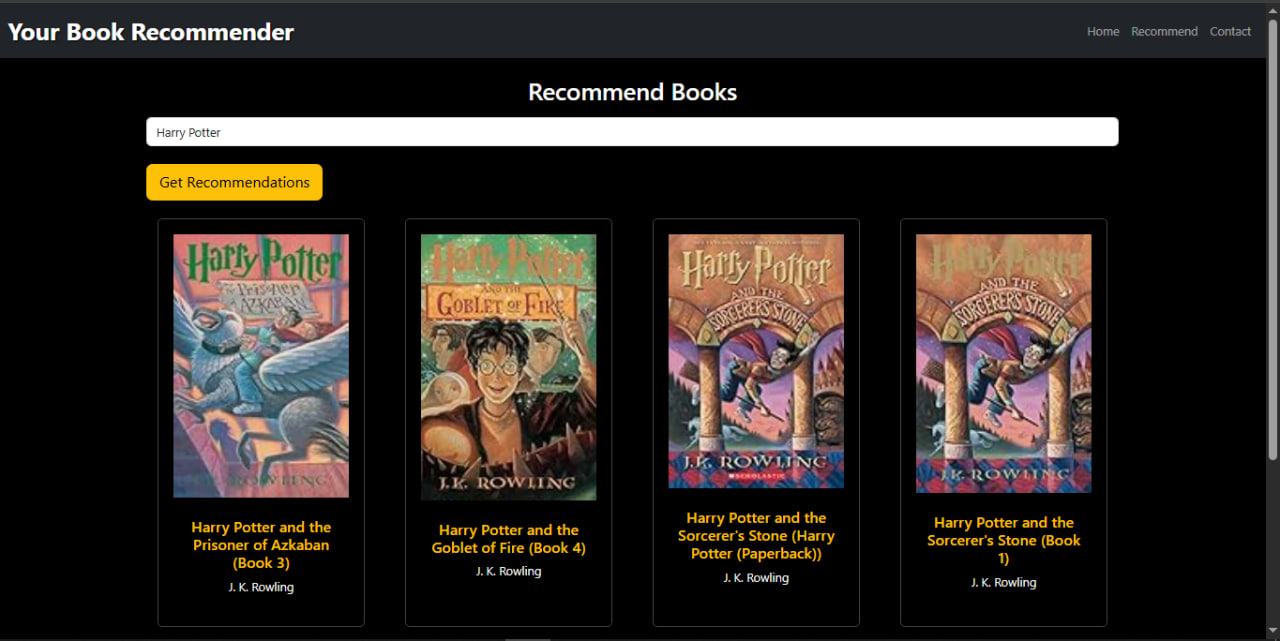 Your Book Recommender
Home Recommend Contact
Recommend Books
Harry Potter
Get Recommendations
Harry Potter
Prisoner
of AZKABAN
J.K. ROWLING
Harry Potter and the
Prisoner of Azkaban
(Book 3)
J. K. Rowling
Harry Potter
AND THE
GOBLET OF FIRE
J.K. ROWLING
Harry Potter and the
Goblet of Fire (Book 4)
J. K. Rowling
Harry Potter
AND THE
SORCERER'S STONE
J.K. ROWLING
SCHOLASTIC
Harry Potter and the
Sorcerer's Stone (Harry
Potter (Paperback))
J. K. Rowling
Harry Potter
AND THE
SORCERER'S STONE
J.K. ROWLING
Harry Potter and the
Sorcerer's Stone (Book
1)
J. K. Rowling